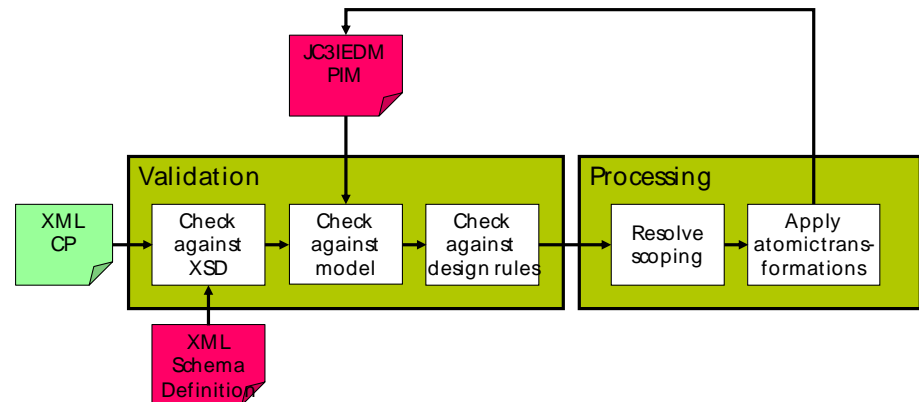 JC3IEDM
PIM
Validation
Processing
XML
CP
Check
against
XSD
Check
against
model
Check
against
design rules
Resolve
scoping
Apply
atomictrans-
formations
XML
Schema
Definition